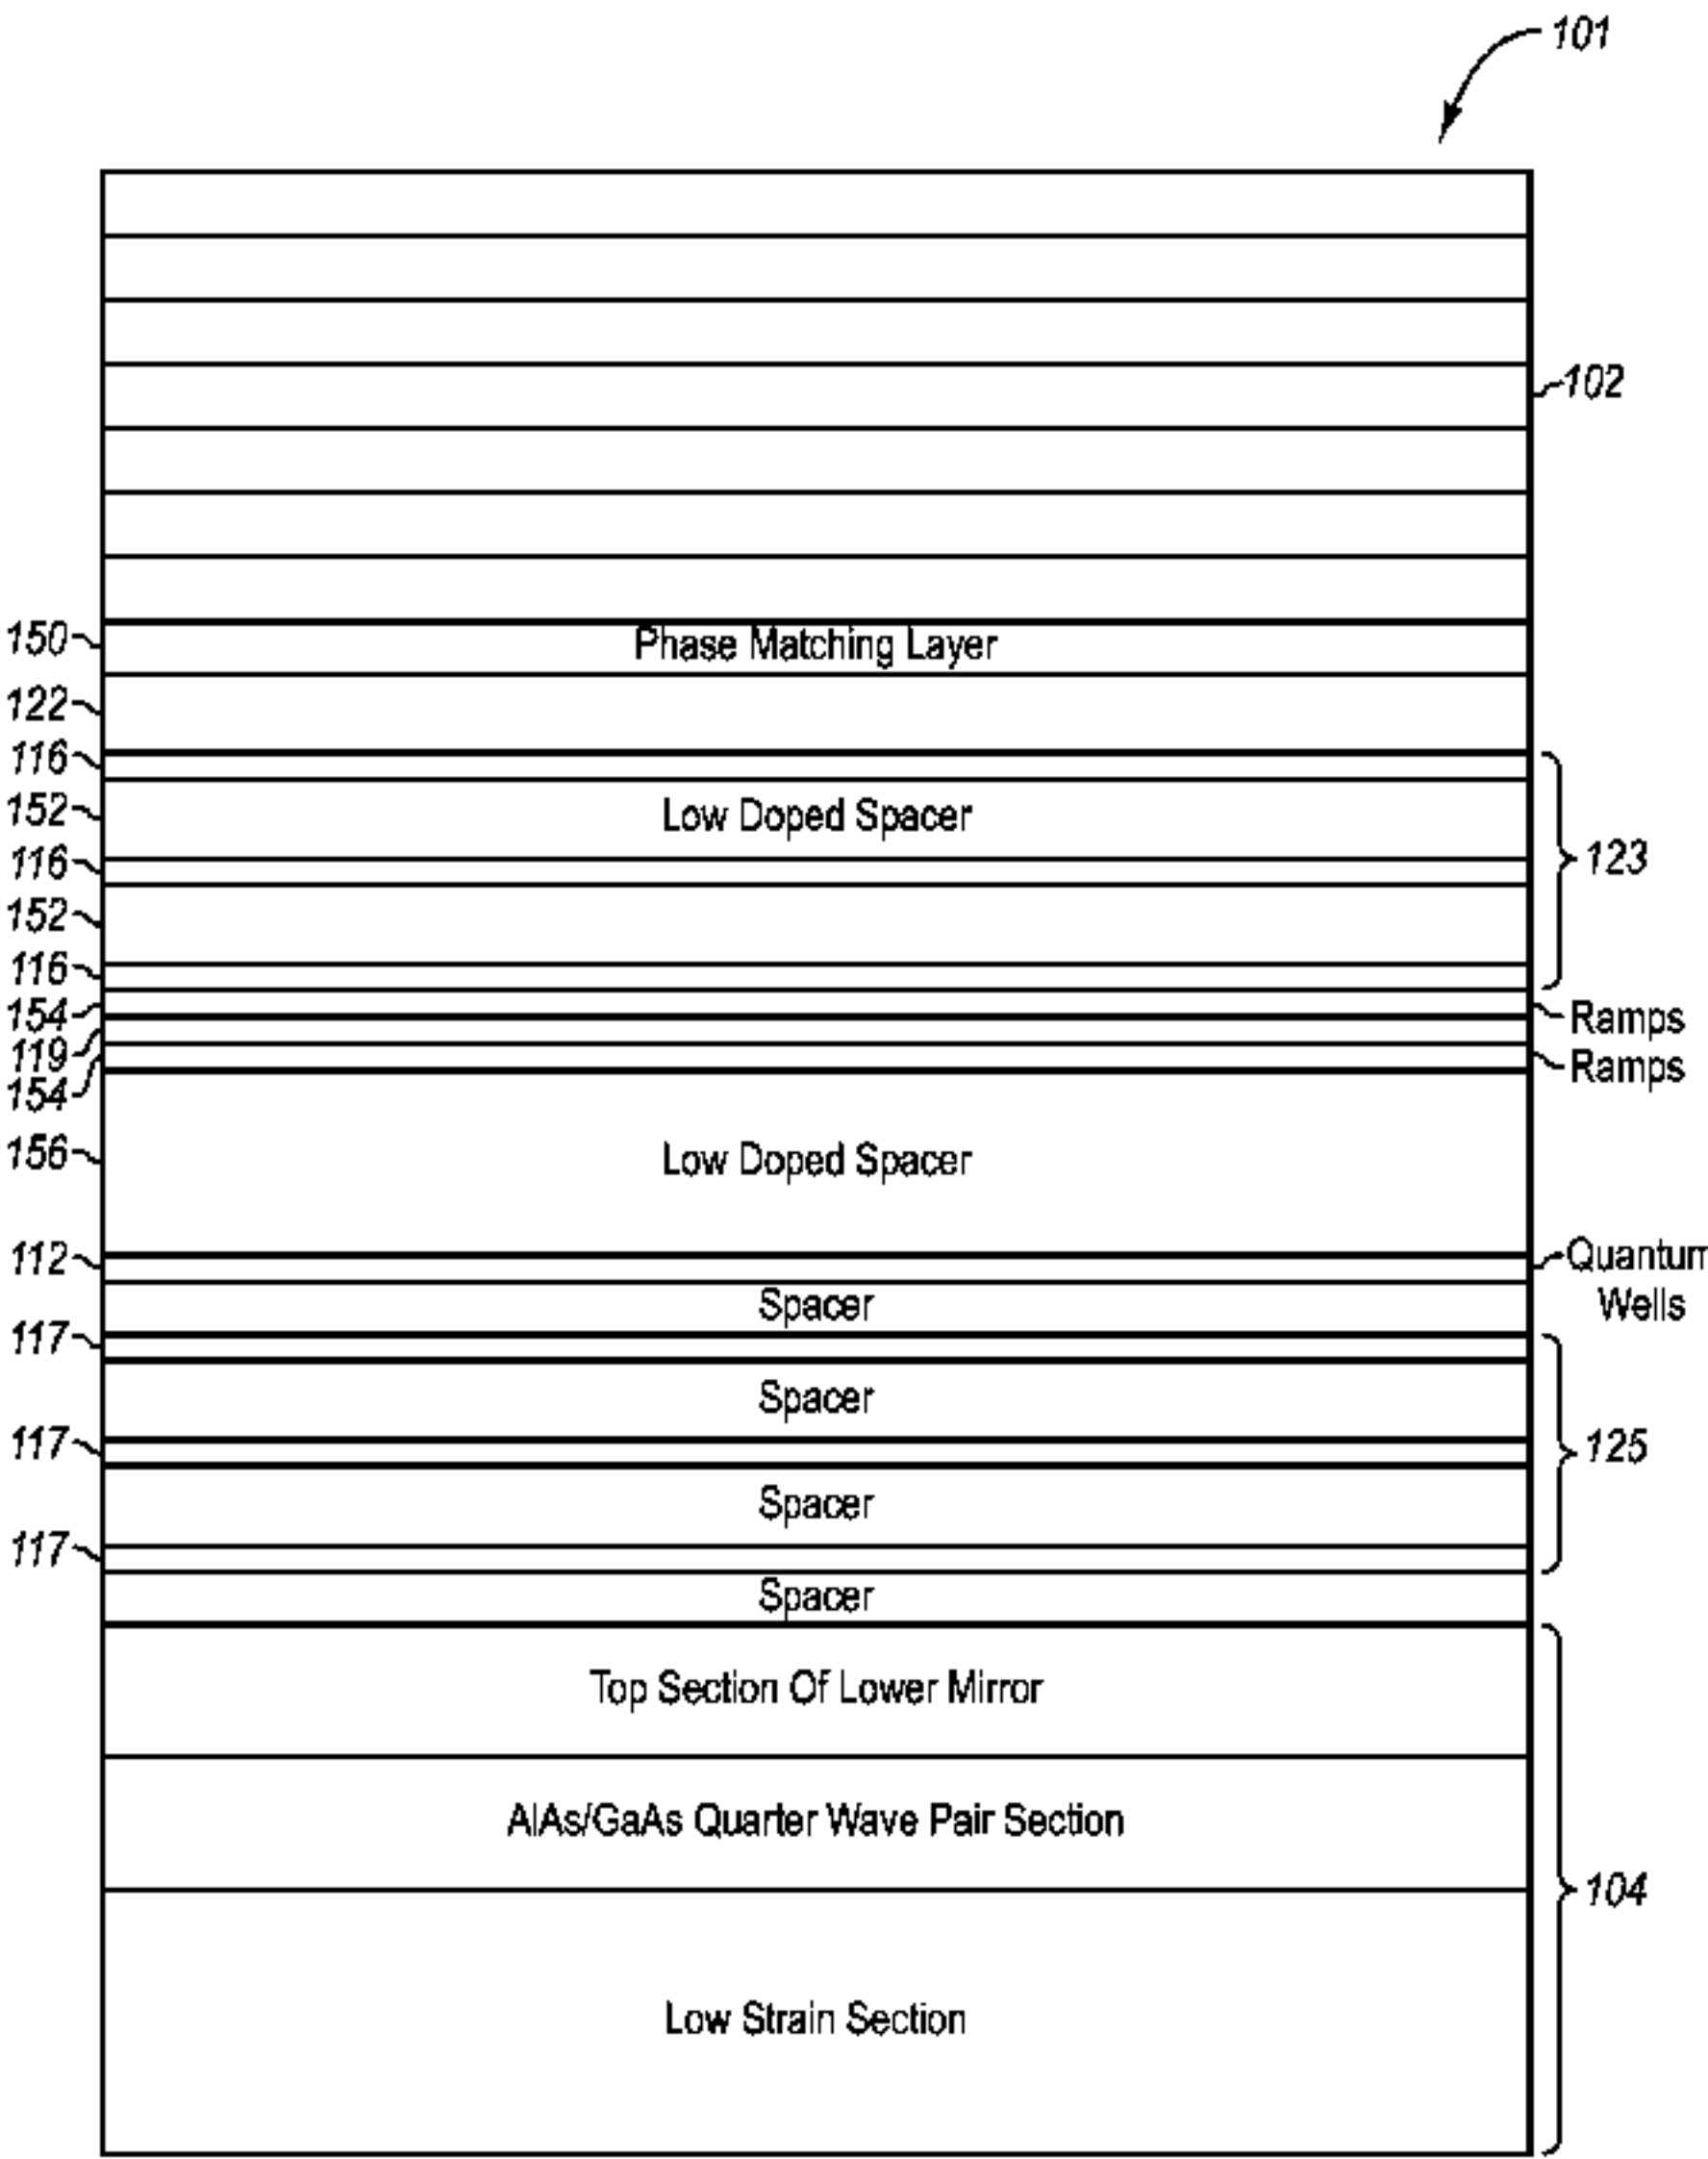 101
102
150 Phase Matching Layer
122
116
152 Low Doped Spacer
116 123
152
116
154 Ramps
119
154 Ramps
156 Low Doped Spacer
112 Quantum
Wells
Spacer
117
Spacer
117 125
Spacer
117
Spacer
Top Section Of Lower Mirror
AlAs/GaAs Quarter Wave Pair Section
104
Low Strain Section